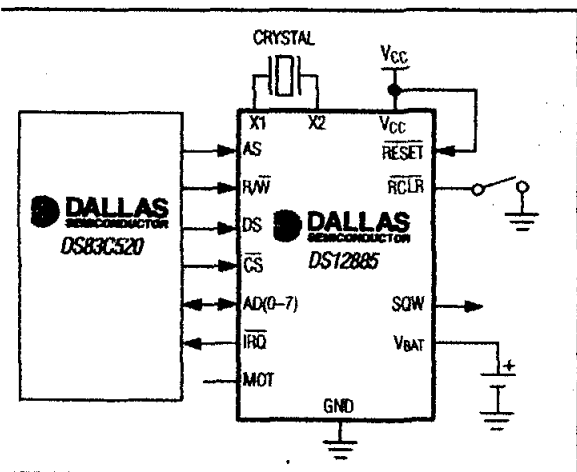 CRYSTAL
VCC
X1
X2
VCC
AS
RESET
R/W
RCLR
DALLAS
SEMICONDUCTOR
DS83C520
DS
DALLAS
SEMICONDUCTOR
DS12885
CS
AD(0–7)
SQW
IRQ
VBAT
+
MOT
GND